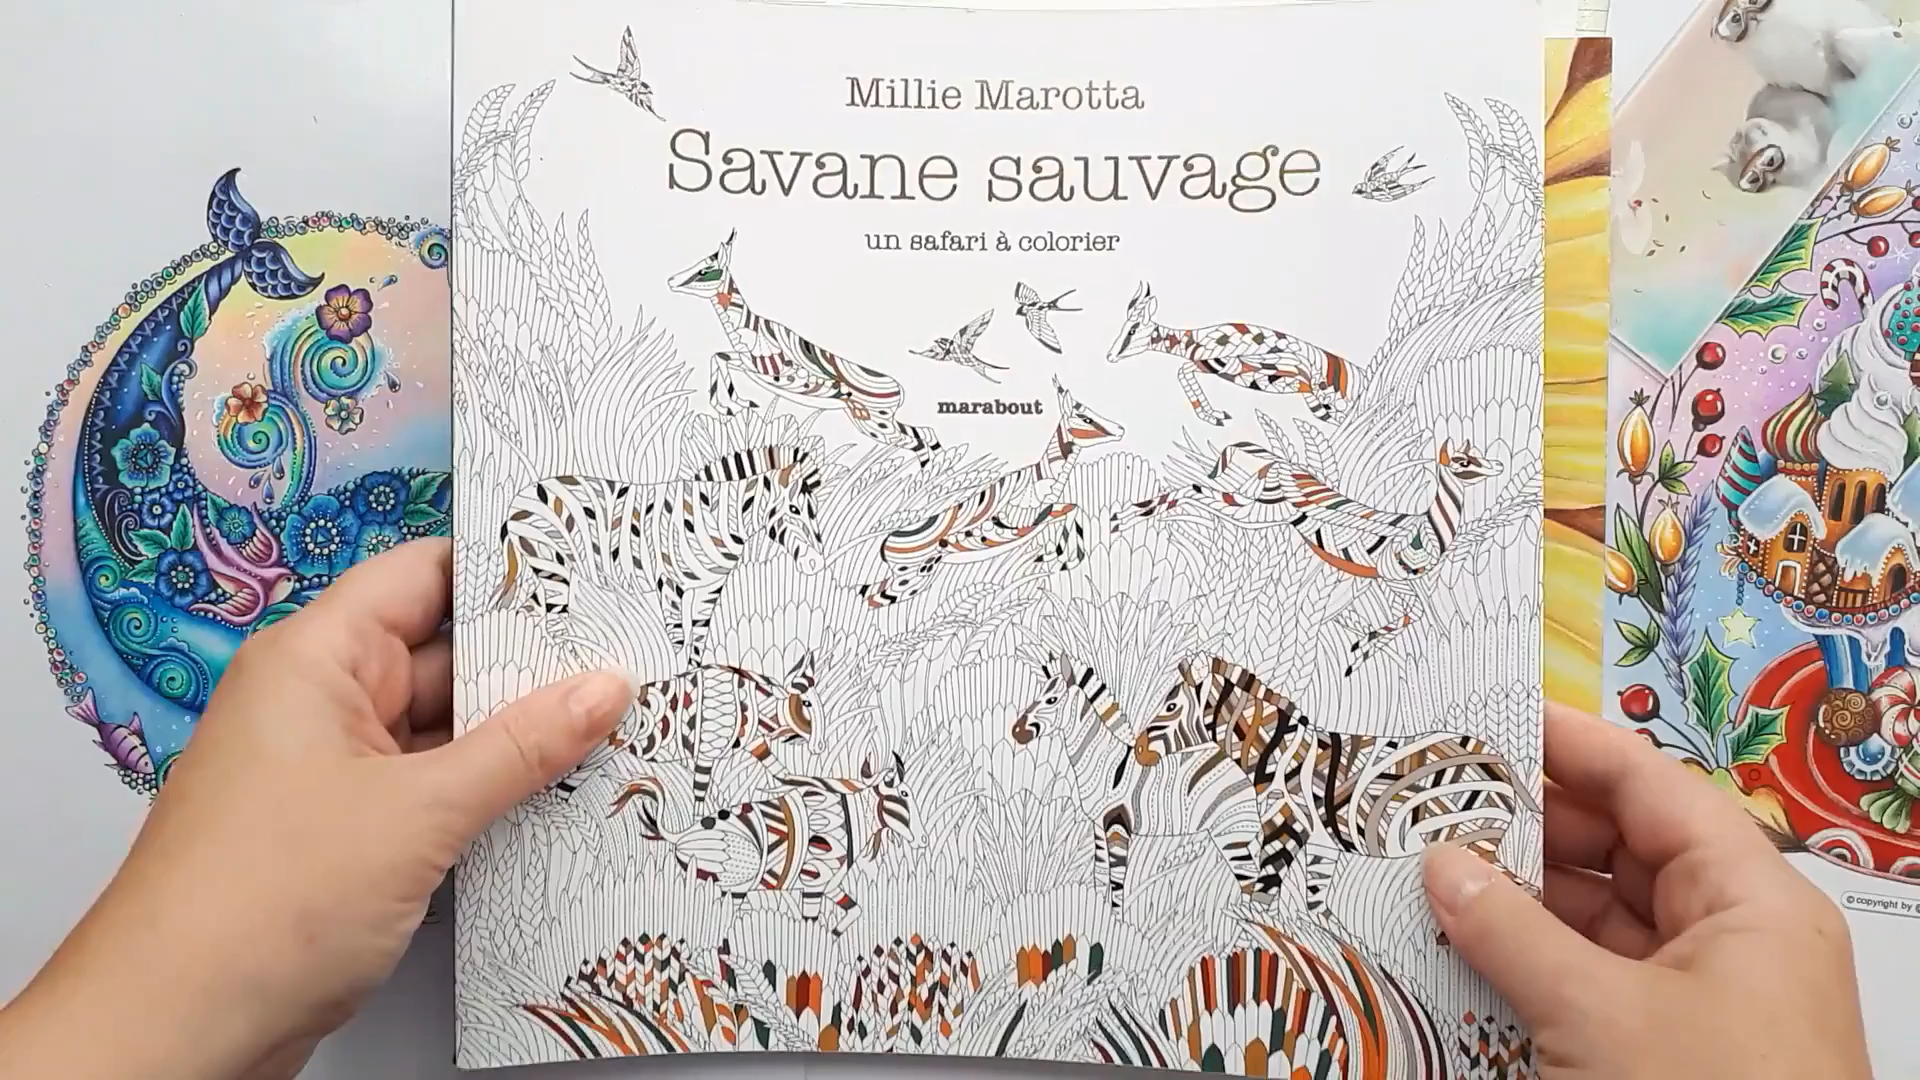 Millie Marotta
Savane sauvage
un safari à colorier
marabout
© copyright by